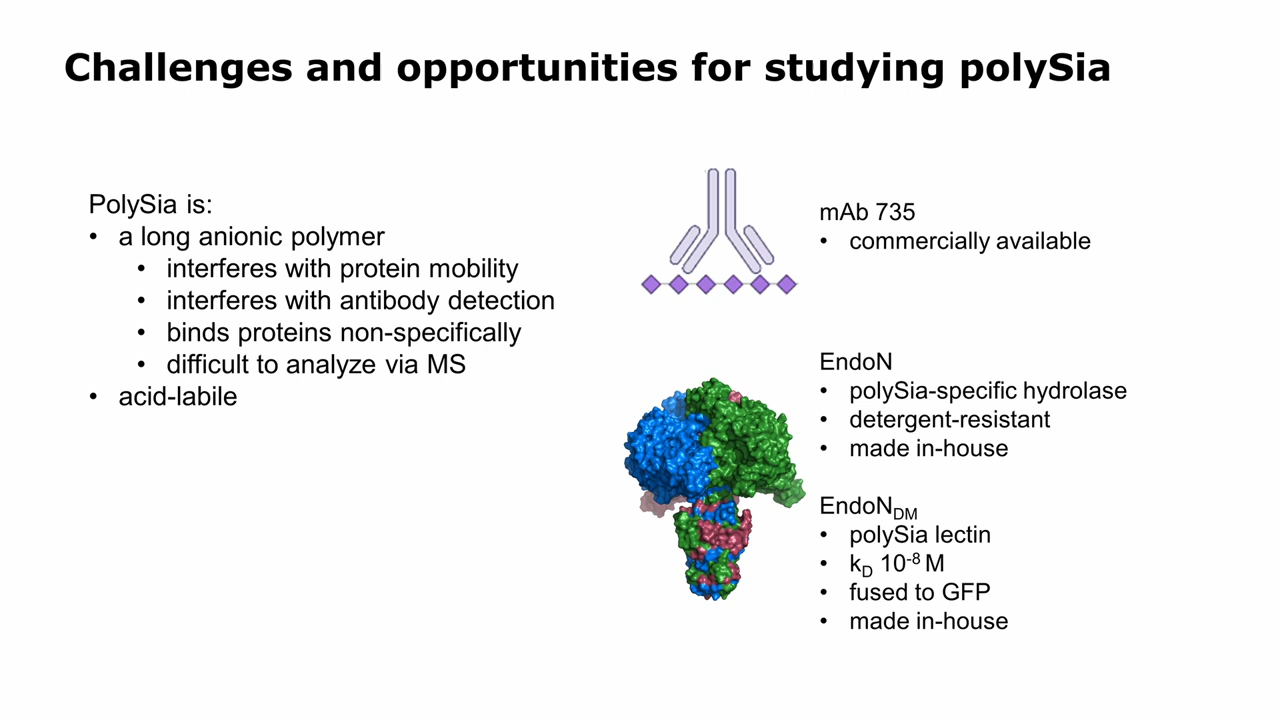 Challenges and opportunities for studying polySia
PolySia is:
• a long anionic polymer
• interferes with protein mobility
• interferes with antibody detection
• binds proteins non-specifically
• difficult to analyze via MS
• acid-labile
mAb 735
• commercially available
EndoN
• polySia-specific hydrolase
• detergent-resistant
• made in-house
EndoN_DM
• polySia lectin
• k_D 10^-8 M
• fused to GFP
• made in-house